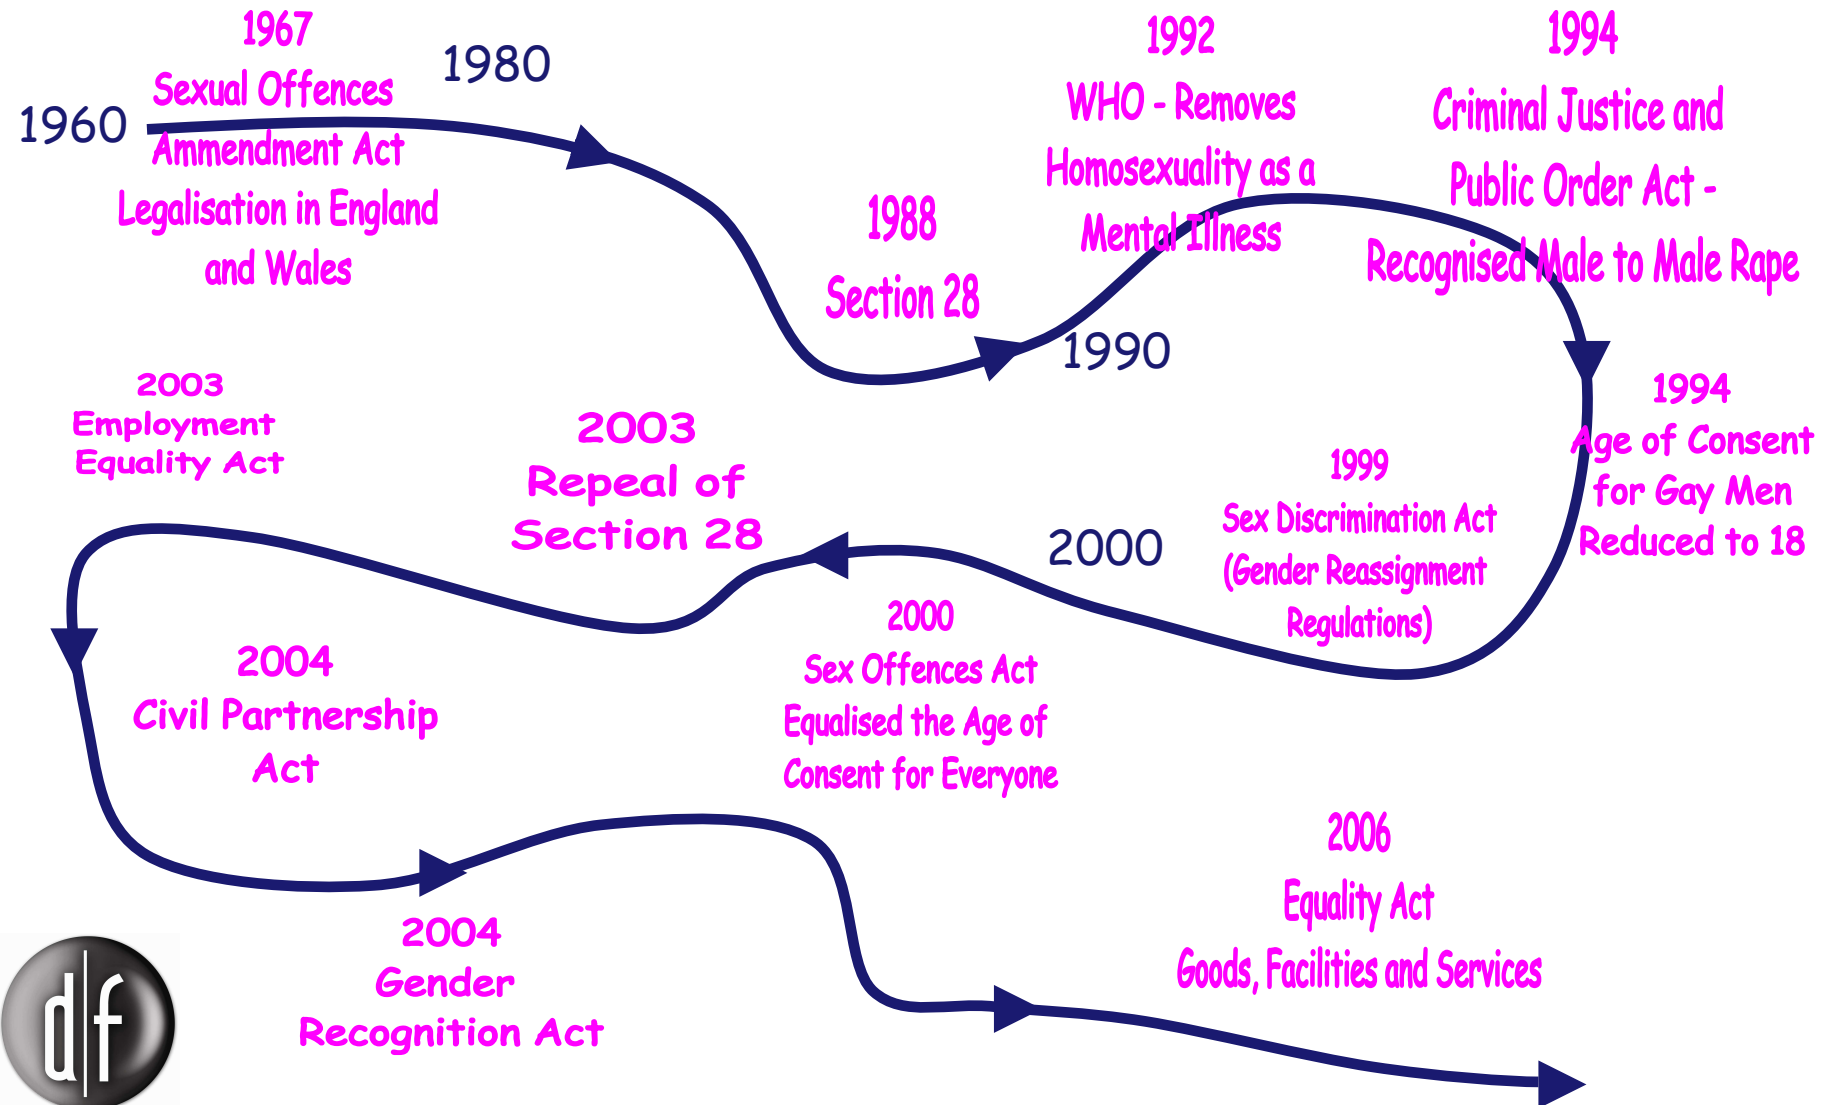 1960
1967
Sexual Offences
Ammendment Act
Legalisation in England
and Wales
1980
1988
Section 28
1990
1992
WHO - Removes
Homosexuality as a
Mental Illness
1994
Criminal Justice and
Public Order Act -
Recognised Male to Male Rape
1994
Age of Consent
for Gay Men
Reduced to 18
1999
Sex Discrimination Act
(Gender Reassignment
Regulations)
2000
2000
Sex Offences Act
Equalised the Age of
Consent for Everyone
2003
Repeal of
Section 28
2003
Employment
Equality Act
2004
Civil Partnership
Act
2004
Gender
Recognition Act
2006
Equality Act
Goods, Facilities and Services
d f